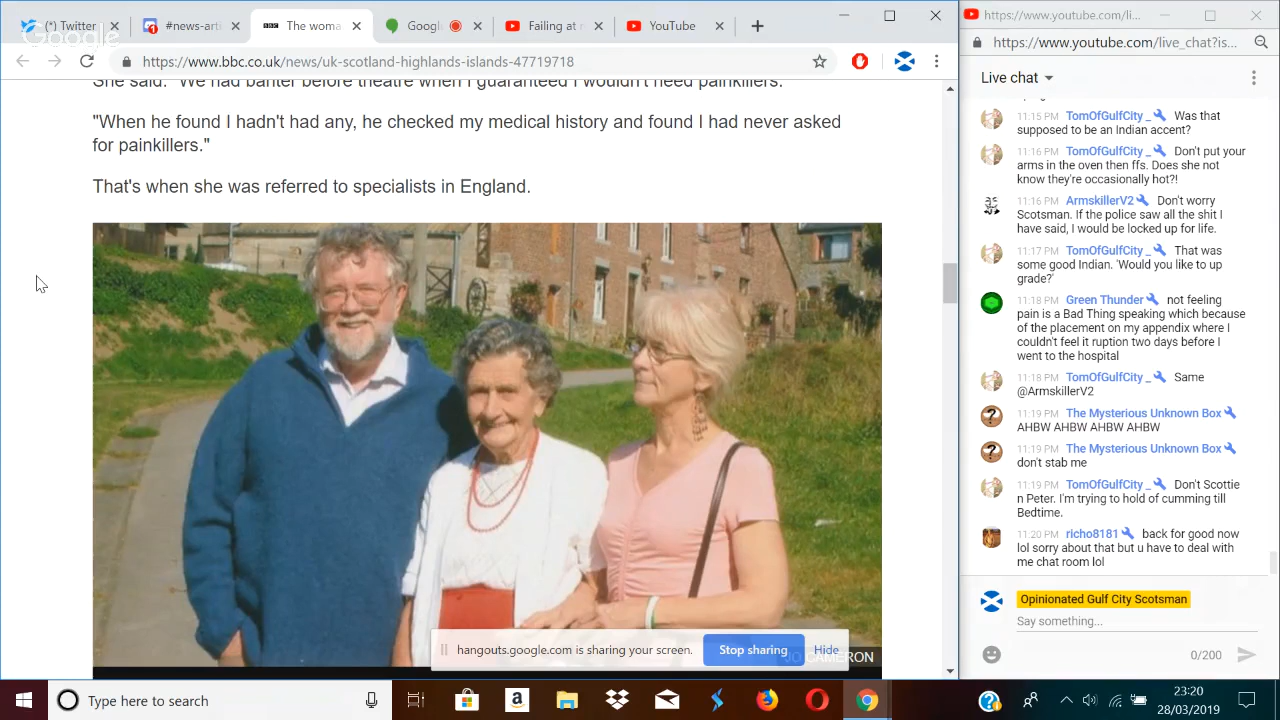 (*) Twitter
#news-arti
BBC
The woma
Googl
Failing at m
YouTube
Google
https://www.bbc.co.uk/news/uk-scotland-highlands-islands-47719718
She said: "We had banter before theatre when I guaranteed I wouldn't need painkillers.
"When he found I hadn't had any, he checked my medical history and found I had never asked
for painkillers."
That's when she was referred to specialists in England.
hangouts.google.com is sharing your screen.
Stop sharing
Hide
JO CAMERON
https://www.youtube.com/li...
https://www.youtube.com/live_chat?is...
Live chat
11:15 PM TomOfGulfCity _ Was that
supposed to be an Indian accent?
11:16 PM TomOfGulfCity _ Don't put your
arms in the oven then ffs. Does she not
know they're occasionally hot?!
11:16 PM ArmskillerV2 Don't worry
Scotsman. If the police saw all the shit I
have said, I would be locked up for life.
11:17 PM TomOfGulfCity _ That was
some good Indian. 'Would you like to up
grade?'
11:18 PM Green Thunder not feeling
pain is a Bad Thing speaking which because
of the placement on my appendix where I
couldn't feel it ruption two days before I
went to the hospital
11:18 PM TomOfGulfCity _ Same
@ArmskillerV2
11:19 PM The Mysterious Unknown Box
AHBW AHBW AHBW AHBW
11:19 PM The Mysterious Unknown Box
don't stab me
11:19 PM TomOfGulfCity _ Don't Scottie
n Peter. I'm trying to hold of cumming till
Bedtime.
11:20 PM richo8181 back for good now
lol sorry about that but u have to deal with
me chat room lol
Opinionated Gulf City Scotsman
Say something...
0/200
Type here to search
23:20
28/03/2019